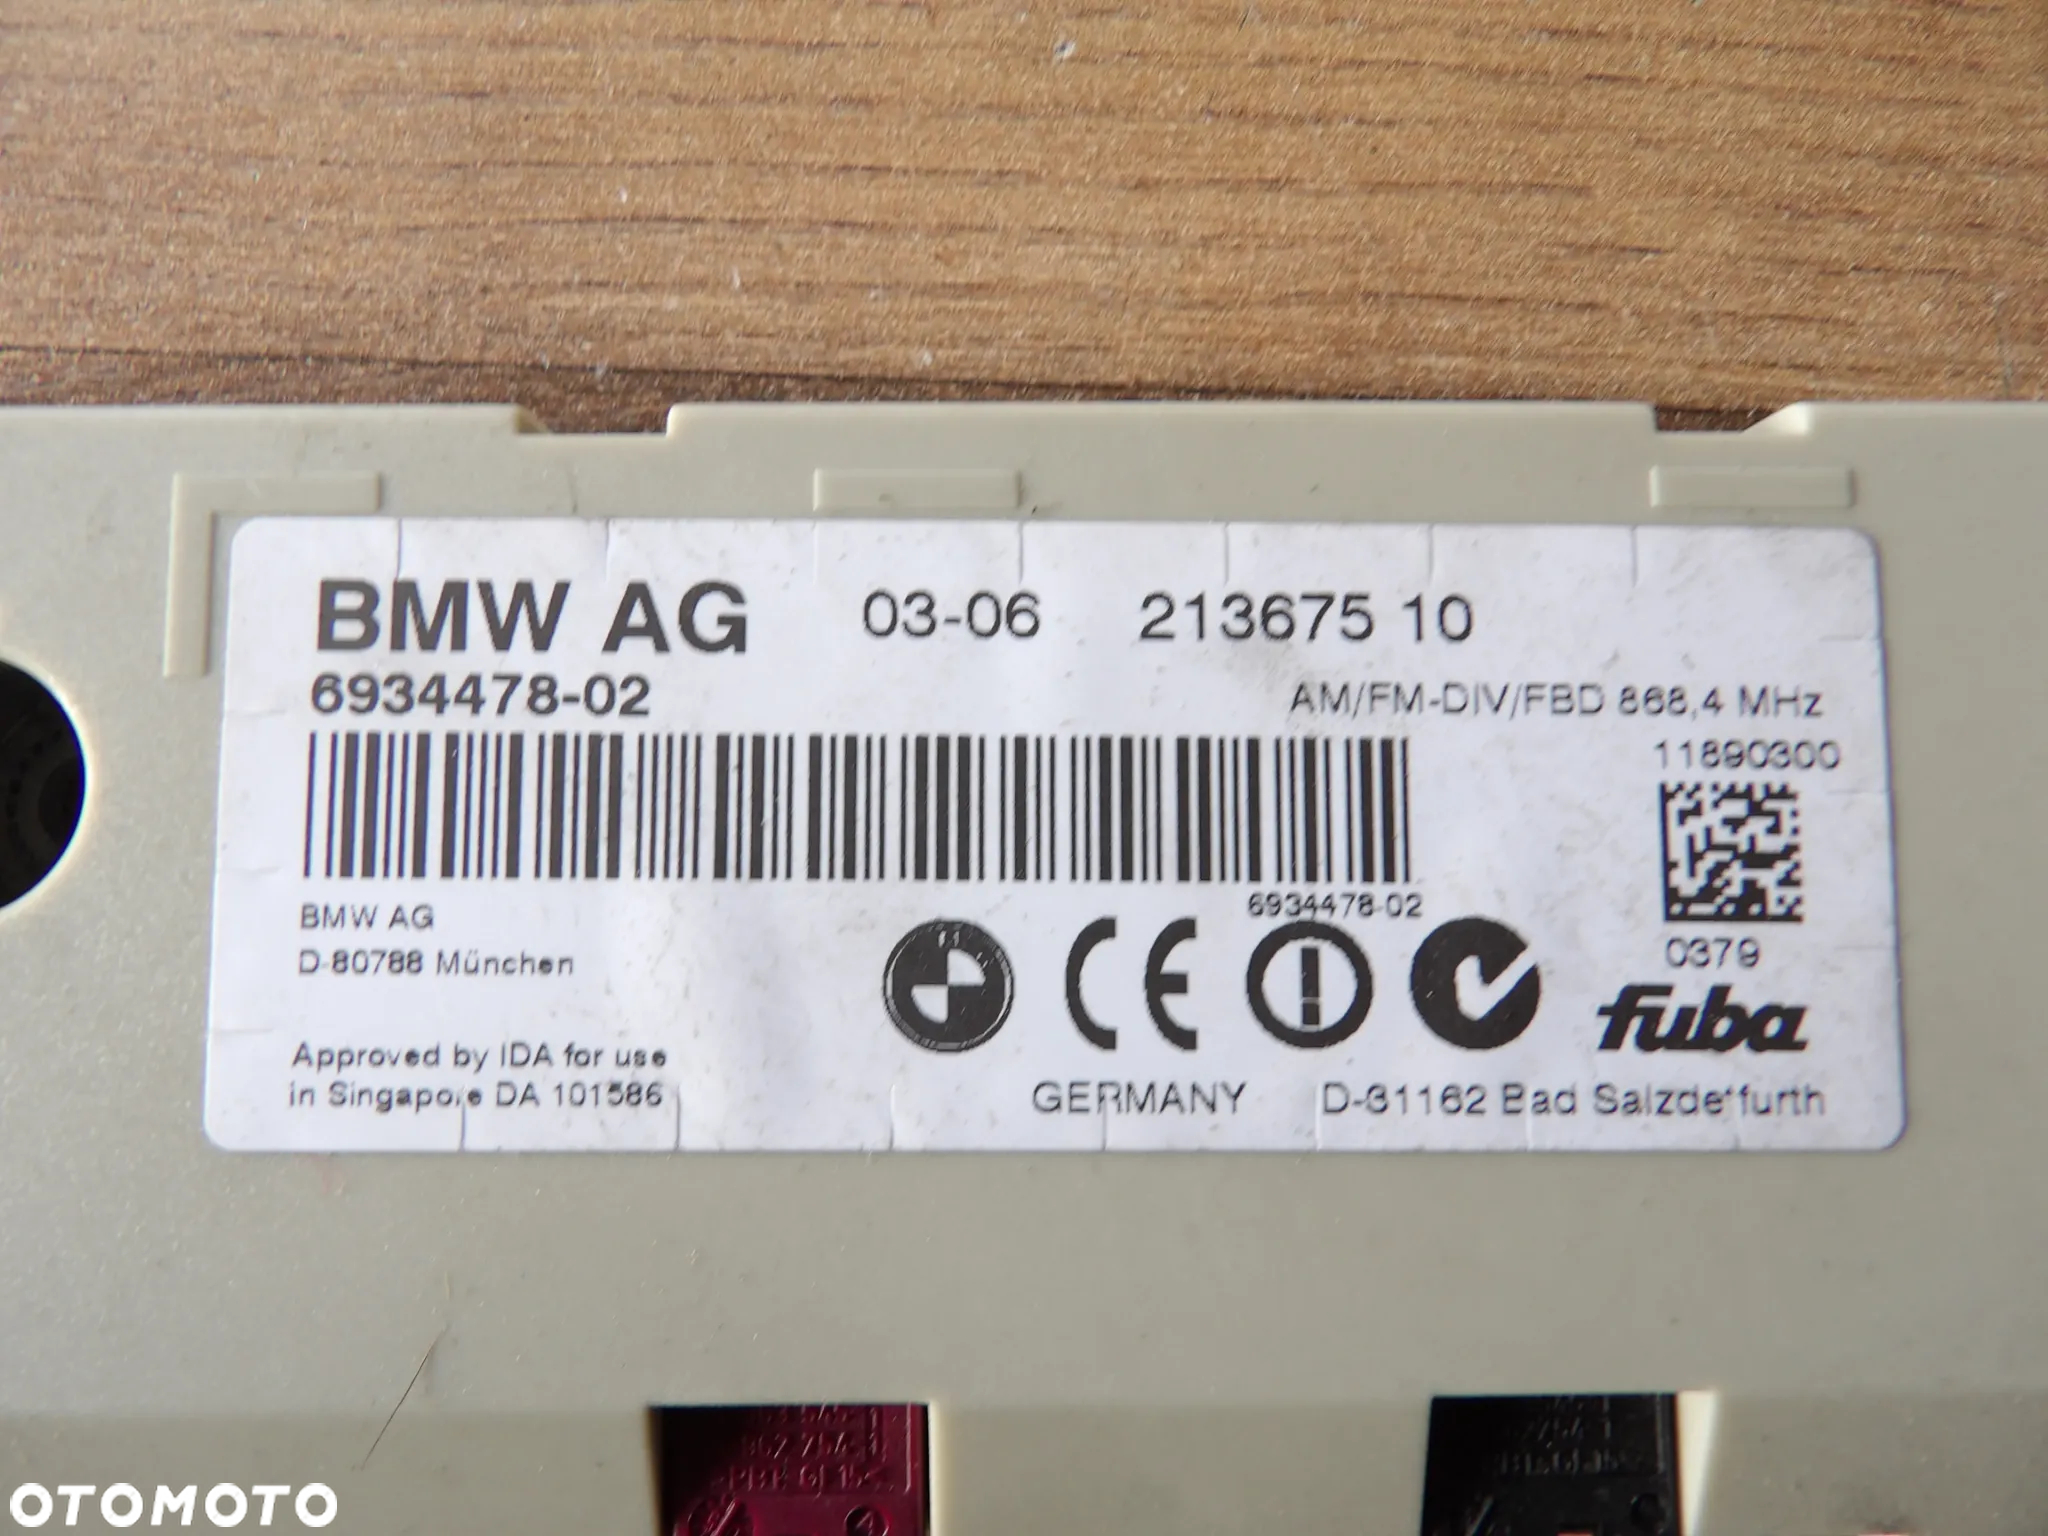 BMW AG 03-06 213675 10
6934478-02 AM/FM-DIV/FBD 868,4 MHz
11890300
6934478-02
BMW AG
D-80788 München
0379
fuba
Approved by IDA for use
in Singapore DA 101586
GERMANY D-31162 Bad Salzdetfurth
OTOMOTO